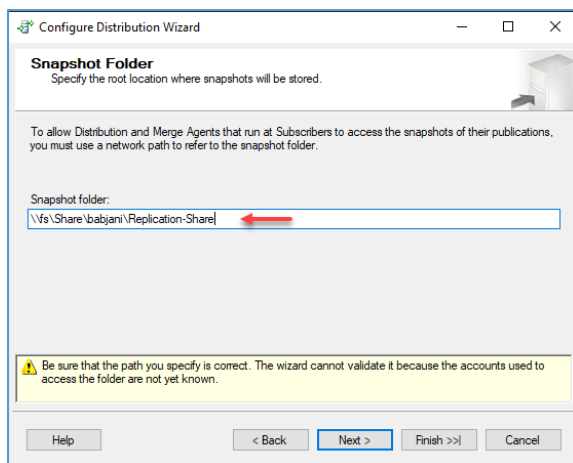 Configure Distribution Wizard
Snapshot Folder
Specify the root location where snapshots will be stored.
To allow Distribution and Merge Agents that run at Subscribers to access the snapshots of their publications,
you must use a network path to refer to the snapshot folder.
Snapshot folder:
\\fs\Share\babjani\Replication-Share
Be sure that the path you specify is correct. The wizard cannot validate it because the accounts used to
access the folder are not yet known.
Help
< Back
Next >
Finish >>|
Cancel